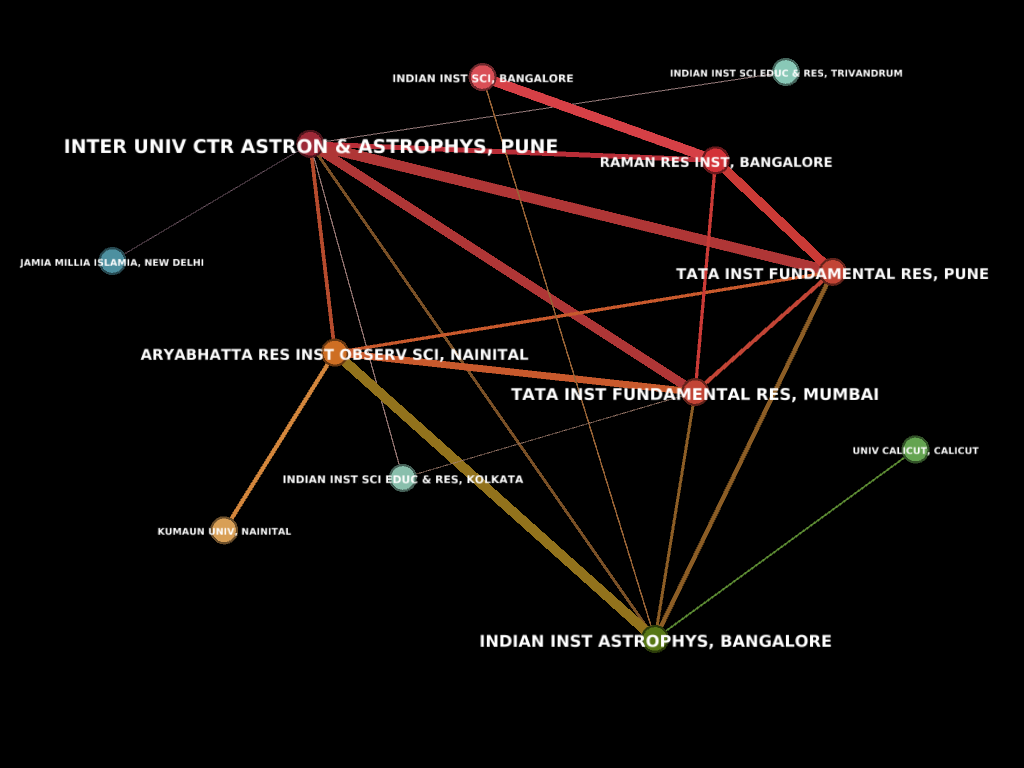 INDIAN INST SCI EDUC & RES, TRIVANDRUM
INDIAN INST SCI, BANGALORE
INTER UNIV CTR ASTRON & ASTROPHYS, PUNE
RAMAN RES INST, BANGALORE
JAMIA MILLIA ISLAMIA, NEW DELHI
TATA INST FUNDAMENTAL RES, PUNE
ARYABHATTA RES INST OBSERV SCI, NAINITAL
TATA INST FUNDAMENTAL RES, MUMBAI
UNIV CALICUT, CALICUT
INDIAN INST SCI EDUC & RES, KOLKATA
KUMAUN UNIV, NAINITAL
INDIAN INST ASTROPHYS, BANGALORE